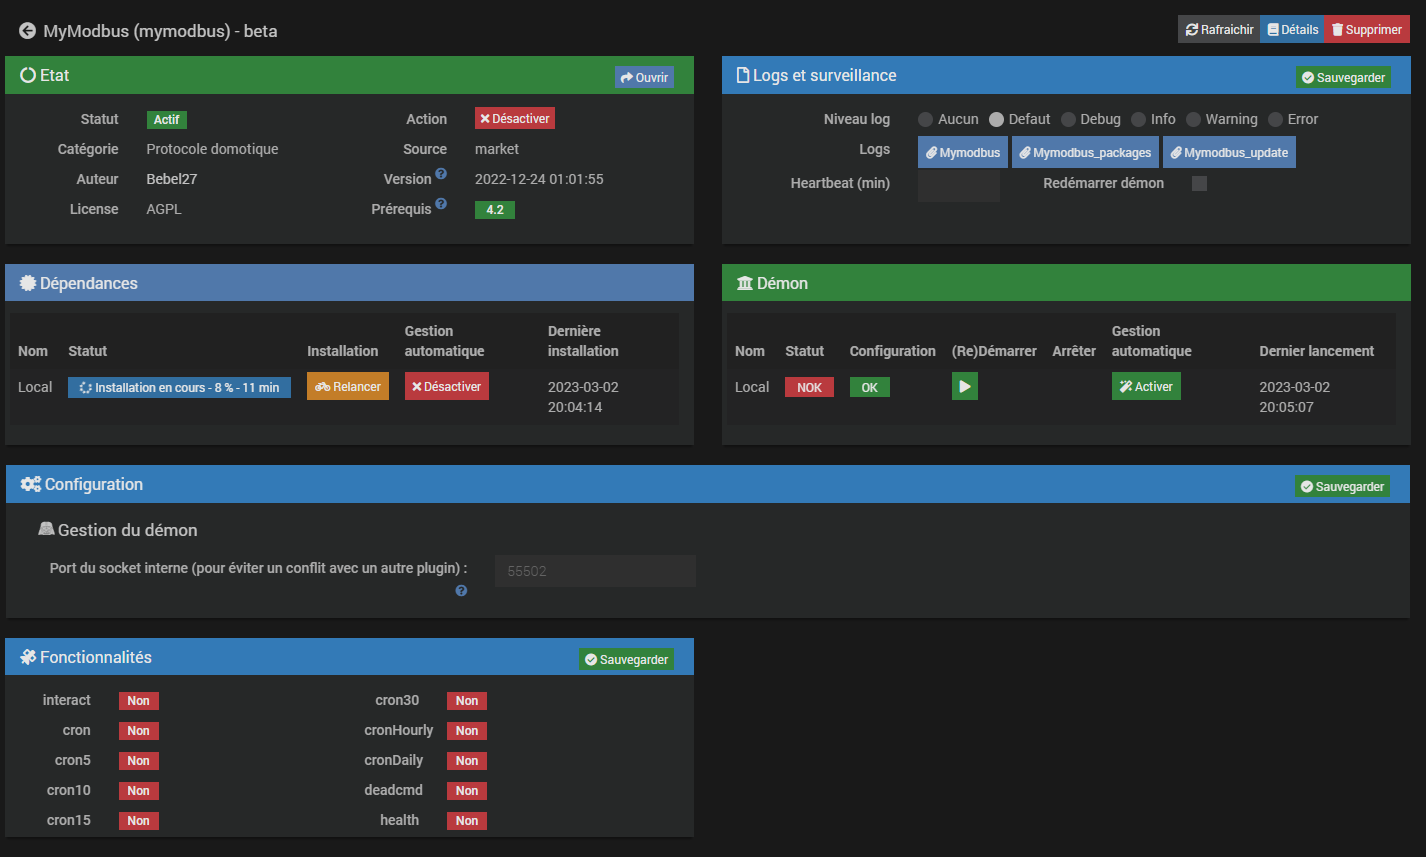 MyModbus (mymodbus) - beta
Rafraichir Détails Supprimer
Etat Ouvrir
Statut Actif Action Désactiver
Catégorie Protocole domotique Source market
Auteur Bebel27 Version 2022-12-24 01:01:55
License AGPL Prérequis 4.2
Logs et surveillance Sauvegarder
Niveau log Aucun Defaut Debug Info Warning Error
Logs Mymodbus Mymodbus_packages Mymodbus_update
Heartbeat (min) Redémarrer démon
Dépendances
Nom Statut Installation Gestion automatique Dernière installation
Local Installation en cours - 8 % - 11 min Relancer Désactiver 2023-03-02 20:04:14
Démon
Nom Statut Configuration (Re)Démarrer Arrêter Gestion automatique Dernier lancement
Local NOK OK Activer 2023-03-02 20:05:07
Configuration Sauvegarder
Gestion du démon
Port du socket interne (pour éviter un conflit avec un autre plugin) : 55502
Fonctionnalités Sauvegarder
interact Non cron30 Non
cron Non cronHourly Non
cron5 Non cronDaily Non
cron10 Non deadcmd Non
cron15 Non health Non